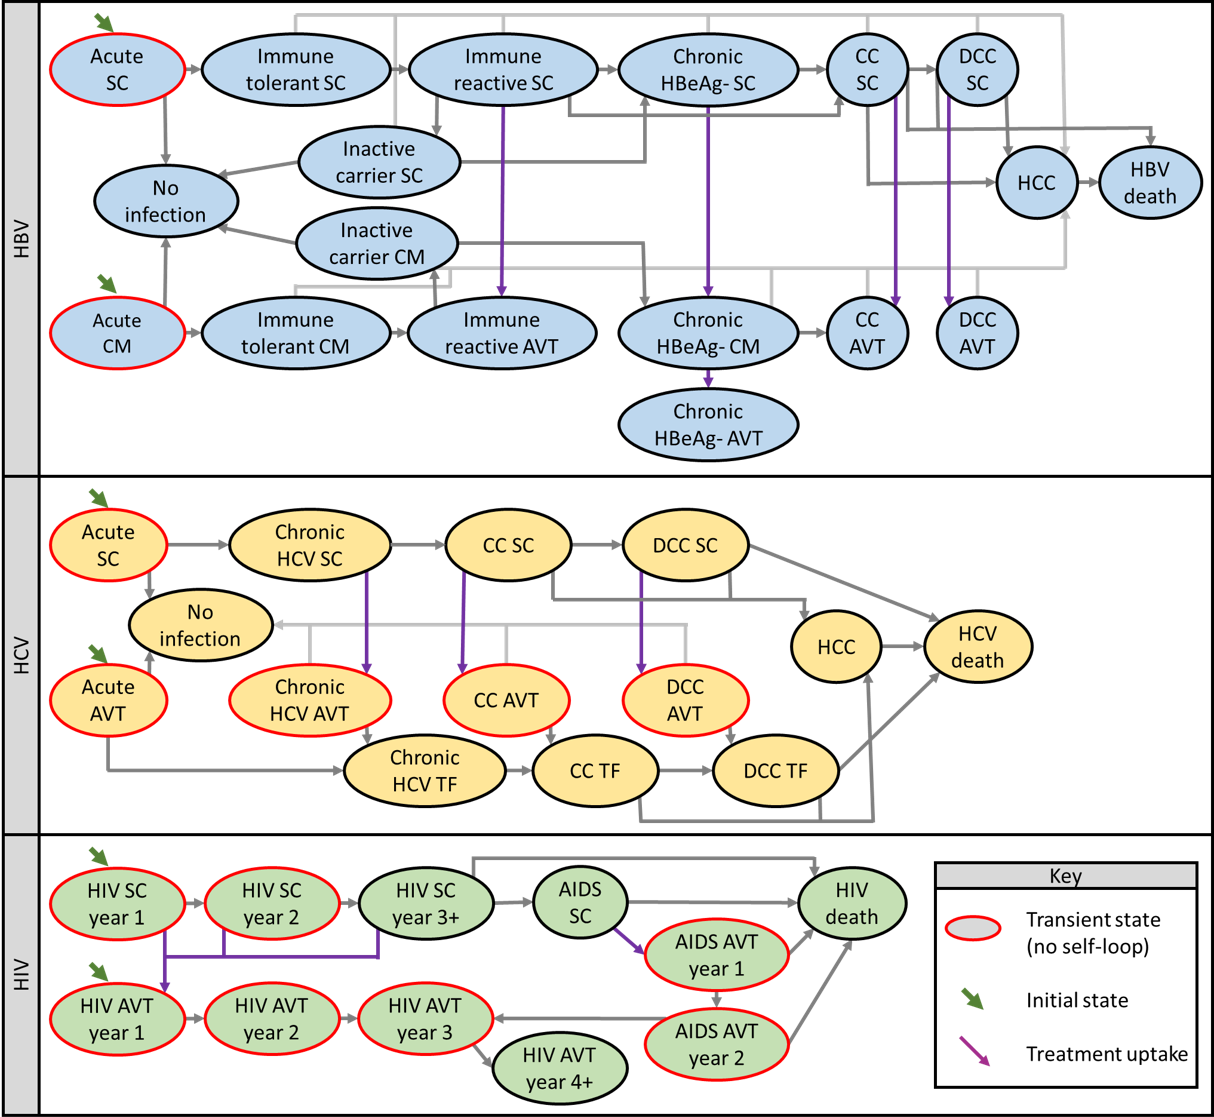 HBV
Acute
SC
Immune
tolerant SC
Immune
reactive SC
Chronic
HBeAg- SC
CC
SC
DCC
SC
Inactive
carrier SC
No
infection
HCC
HBV
death
Inactive
carrier CM
Acute
CM
Immune
tolerant CM
Immune
reactive AVT
Chronic
HBeAg- CM
CC
AVT
DCC
AVT
Chronic
HBeAg- AVT
HCV
Acute
SC
Chronic
HCV SC
CC SC
DCC SC
No
infection
HCC
HCV
death
Acute
AVT
Chronic
HCV AVT
CC AVT
DCC
AVT
Chronic
HCV TF
CC TF
DCC TF
HIV
HIV SC
year 1
HIV SC
year 2
HIV SC
year 3+
AIDS
SC
HIV
death
AIDS AVT
year 1
HIV AVT
year 1
HIV AVT
year 2
HIV AVT
year 3
AIDS AVT
year 2
HIV AVT
year 4+
Key
Transient state
(no self-loop)
Initial state
Treatment uptake